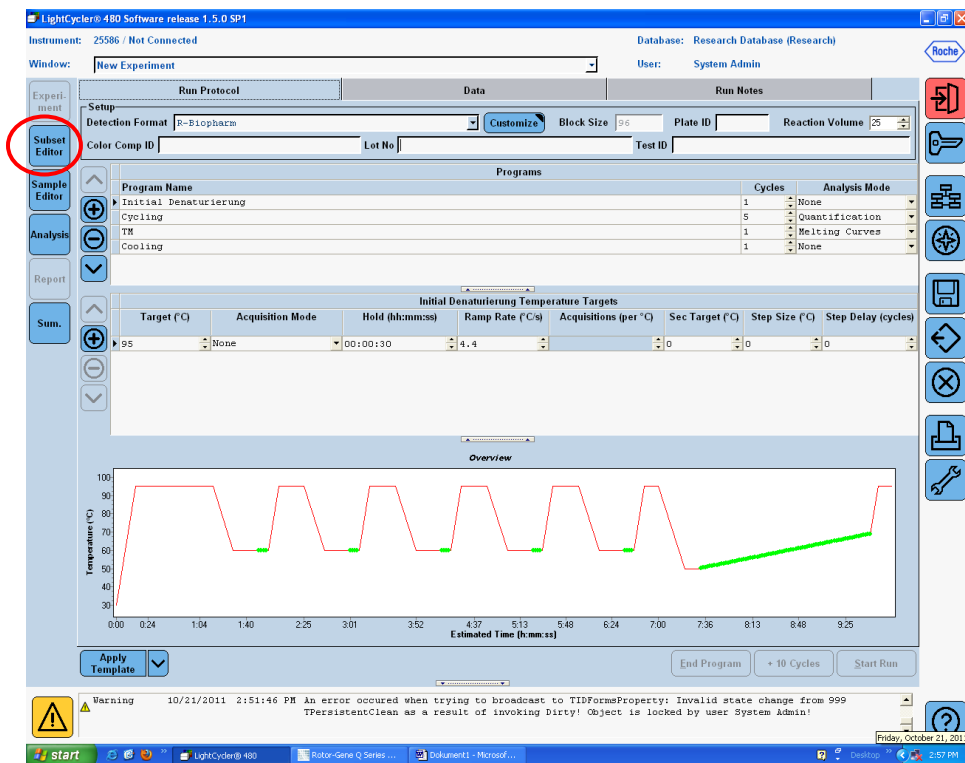 LightCycler® 480 Software release 1.5.0 SP1
Instrument: 25586 / Not Connected
Database: Research Database (Research)
Window: New Experiment
User: System Admin
Roche
Experi-
ment
Subset
Editor
Sample
Editor
Analysis
Report
Sum.
Run Protocol Data Run Notes
Setup
Detection Format R-Biopharm Customize Block Size 96 Plate ID Reaction Volume 25
Color Comp ID Lot No Test ID
Programs
Program Name Cycles Analysis Mode
Initial Denaturierung 1 None
Cycling 5 Quantification
TM 1 Melting Curves
Cooling 1 None
Initial Denaturierung Temperature Targets
Target (°C) Acquisition Mode Hold (hh:mm:ss) Ramp Rate (°C/s) Acquisitions (per °C) Sec Target (°C) Step Size (°C) Step Delay (cycles)
95 None 00:00:30 4.4 0 0 0
Overview
Temperature (°C)
100
90
80
70
60
50
40
30
0:00 0:24 1:04 1:40 2:25 3:01 3:52 4:37 5:13 5:48 6:24 7:00 7:36 8:13 8:48 9:25
Estimated Time (h:mm:ss)
Apply
Template
End Program + 10 Cycles Start Run
Warning 10/21/2011 2:51:46 PM An error occured when trying to broadcast to TIDFormsProperty: Invalid state change from 999
TPersistentClean as a result of invoking Dirty! Object is locked by user System Admin!
Friday, October 21, 2011
start LightCycler® 480 Rotor-Gene Q Series ... Dokument1 - Microsof... Desktop 2:57 PM